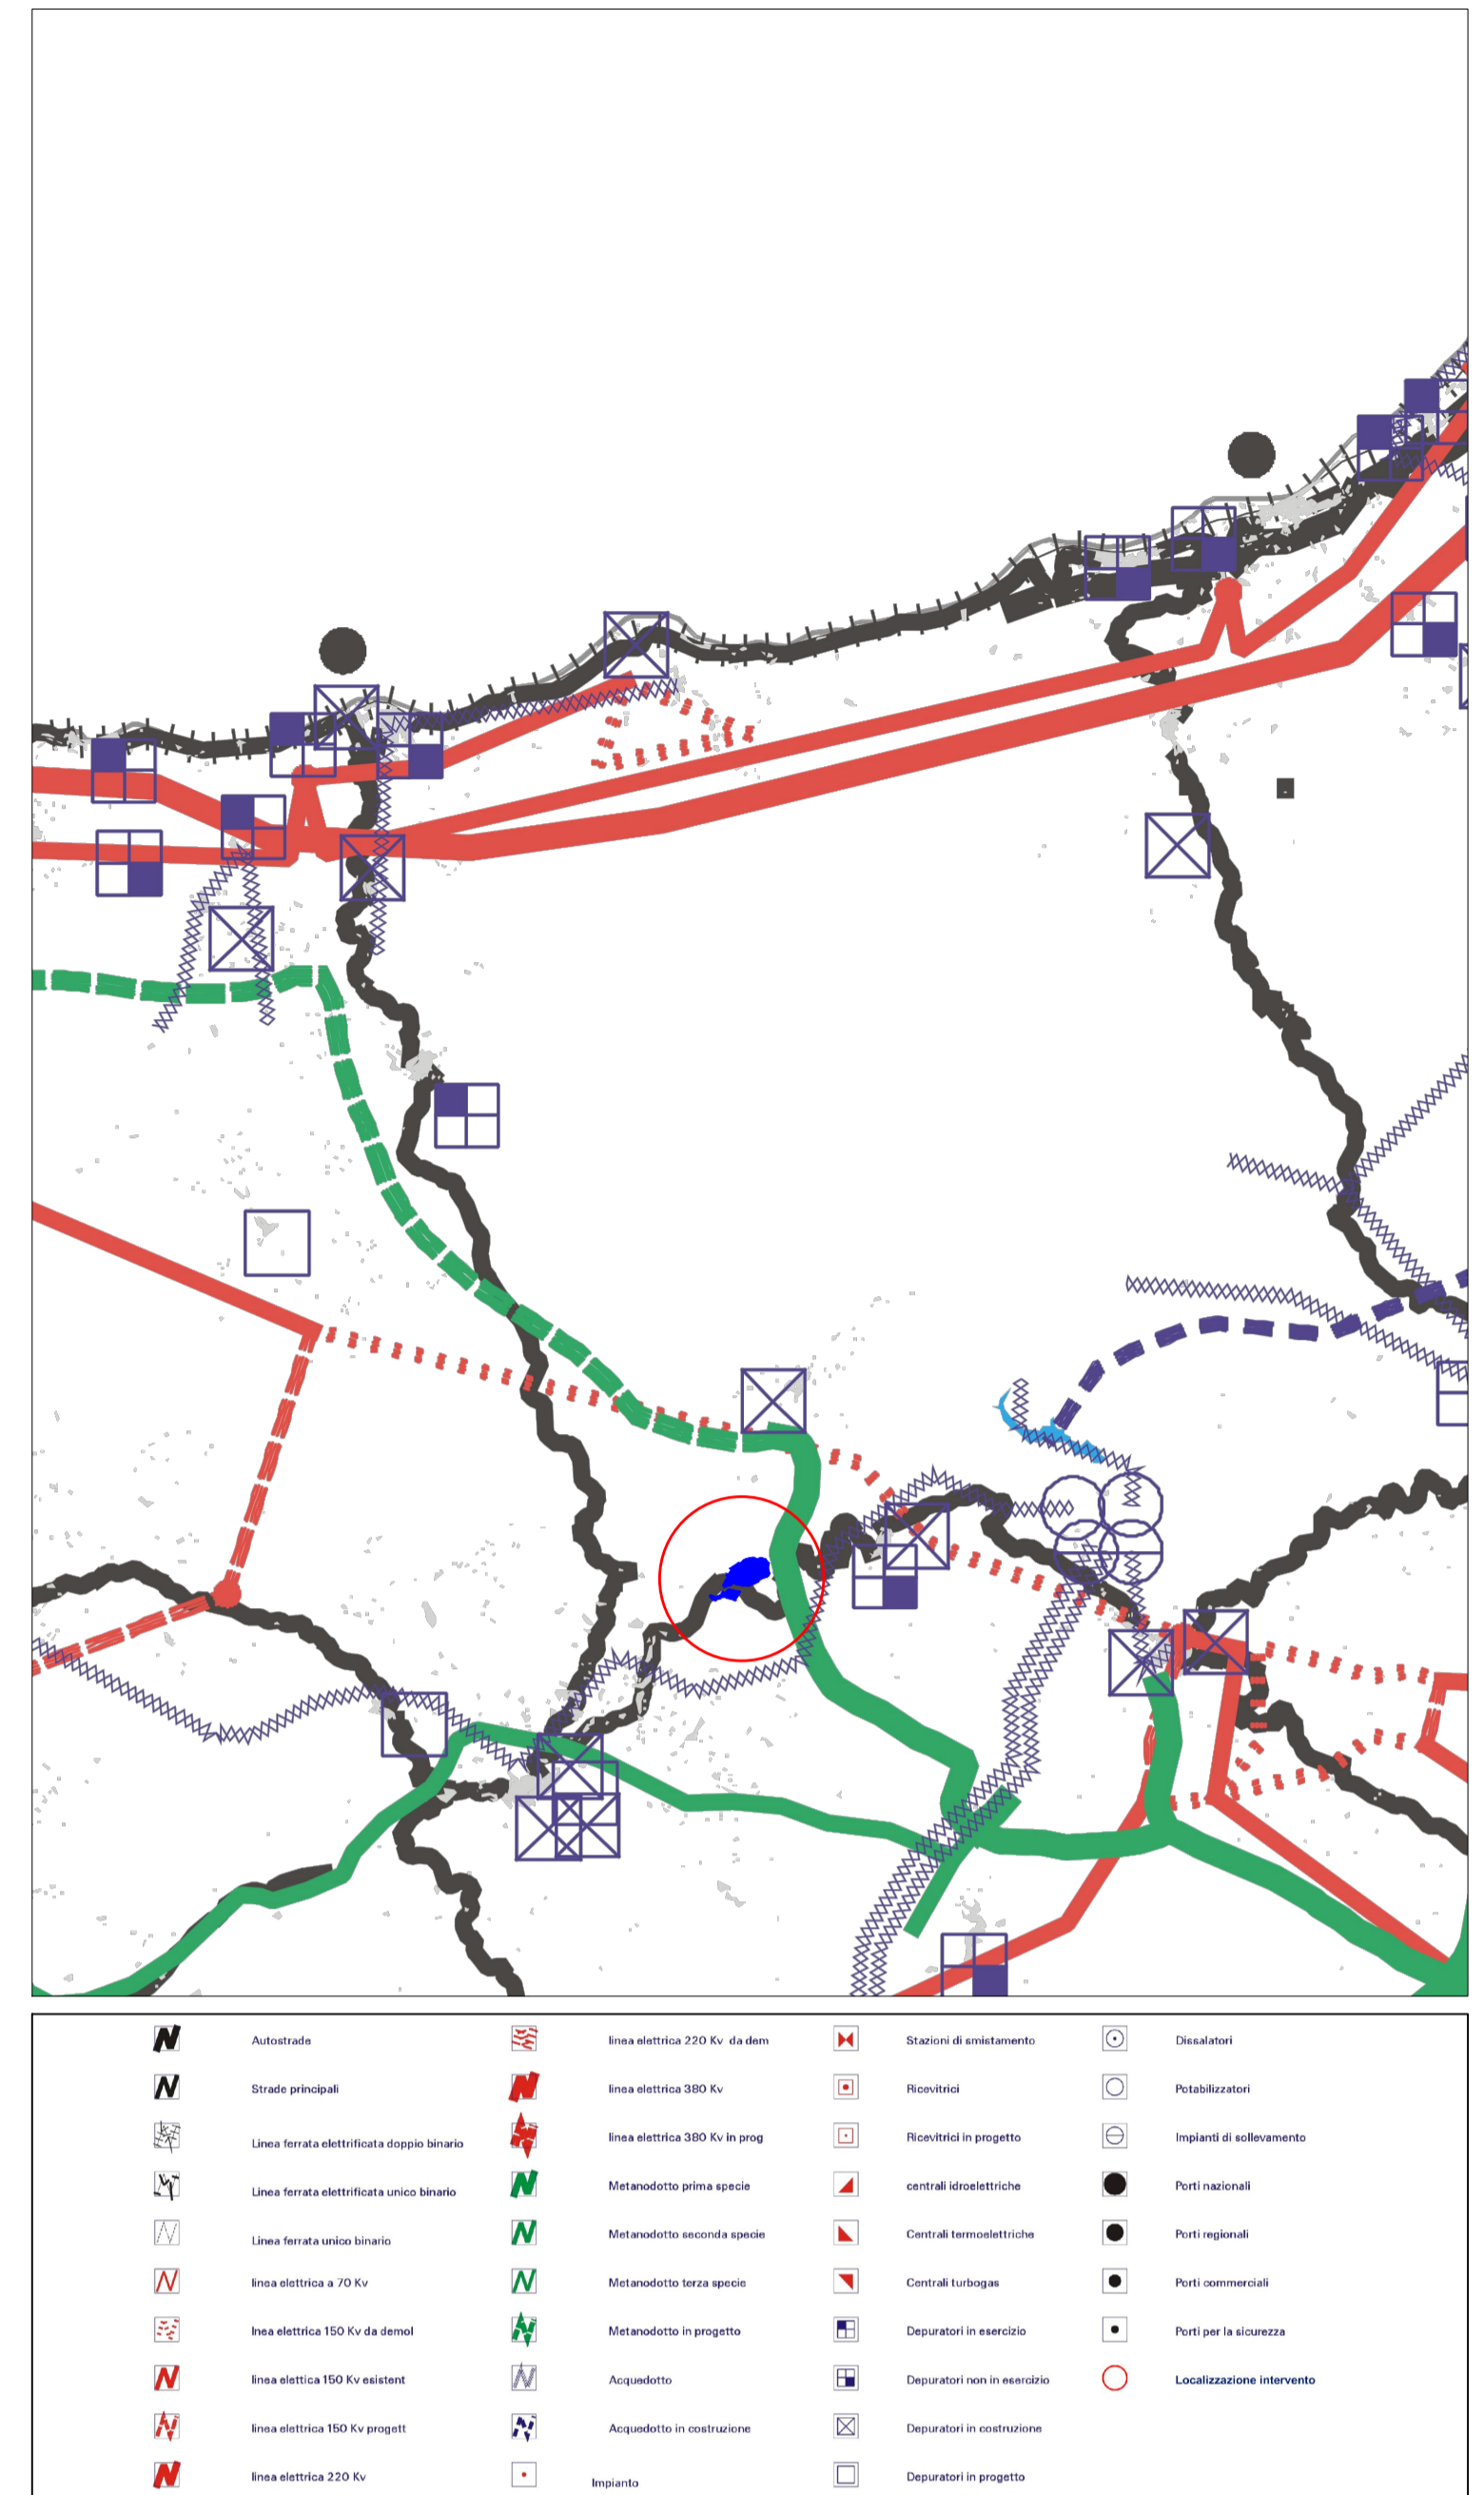 Autostrade
Strade principali
Linea ferrata elettrificata doppio binario
Linea ferrata elettrificata unico binario
Linea ferrata unico binario
linea elettrica a 70 Kv
lnea elettrica 150 Kv da demol
linea elettica 150 Kv esistent
linea elettrica 150 Kv progett
linea elettrica 220 Kv
linea elettrica 220 Kv da dem
linea elettrica 380 Kv
linea elettrica 380 Kv in prog
Metanodotto prima specie
Metanodotto seconda specie
Metanodotto terza specie
Metanodotto in progetto
Acquedotto
Acquedotto in costruzione
Impianto
Stazioni di smistamento
Ricevitrici
Ricevitrici in progetto
centrali idroelettriche
Centrali termoelettriche
Centrali turbogas
Depuratori in esercizio
Depuratori non in esercizio
Depuratori in costruzione
Depuratori in progetto
Dissalatori
Potabilizzatori
Impianti di sollevamento
Porti nazionali
Porti regionali
Porti commerciali
Porti per la sicurezza
Localizzazione intervento